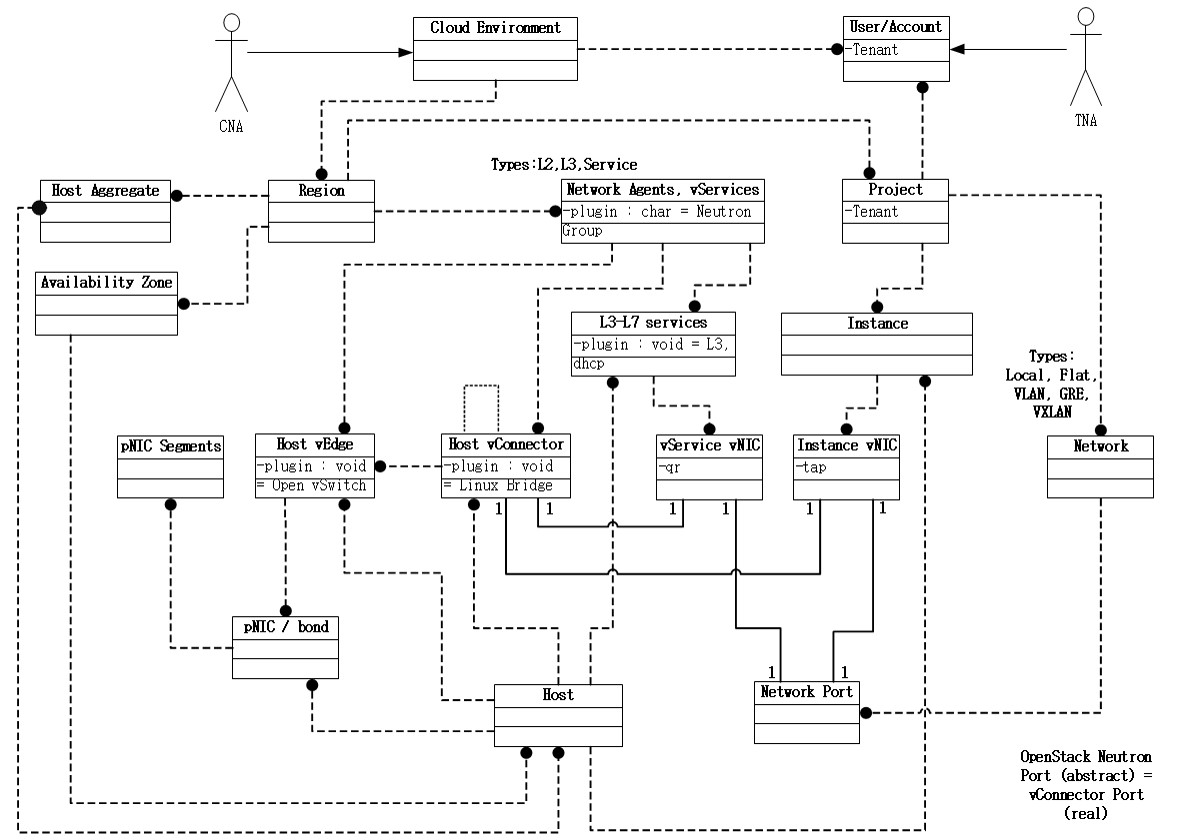 Cloud Environment
User/Account
-Tenant
CNA
TNA
Types:L2,L3,Service
Host Aggregate
Region
Network Agents, vServices
-plugin : char = Neutron
Group
Project
-Tenant
Availability Zone
L3-L7 services
-plugin : void = L3,
dhcp
Instance
Types:
Local, Flat,
VLAN, GRE,
VXLAN
pNIC Segments
Host vEdge
-plugin : void
= Open vSwitch
Host vConnector
-plugin : void
= Linux Bridge
vService vNIC
-qr
Instance vNIC
-tap
Network
1
1
1
1
1
1
pNIC / bond
Host
1
1
Network Port
OpenStack Neutron
Port (abstract) =
vConnector Port
(real)